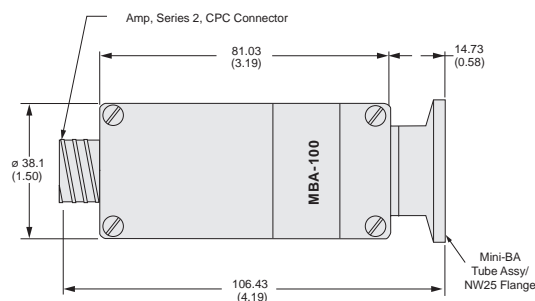 Amp, Series 2, CPC Connector
81.03
(3.19)
14.73
(0.58)
ø 38.1
(1.50)
MBA-100
Mini-BA
Tube Assy/
NW25 Flange
106.43
(4.19)